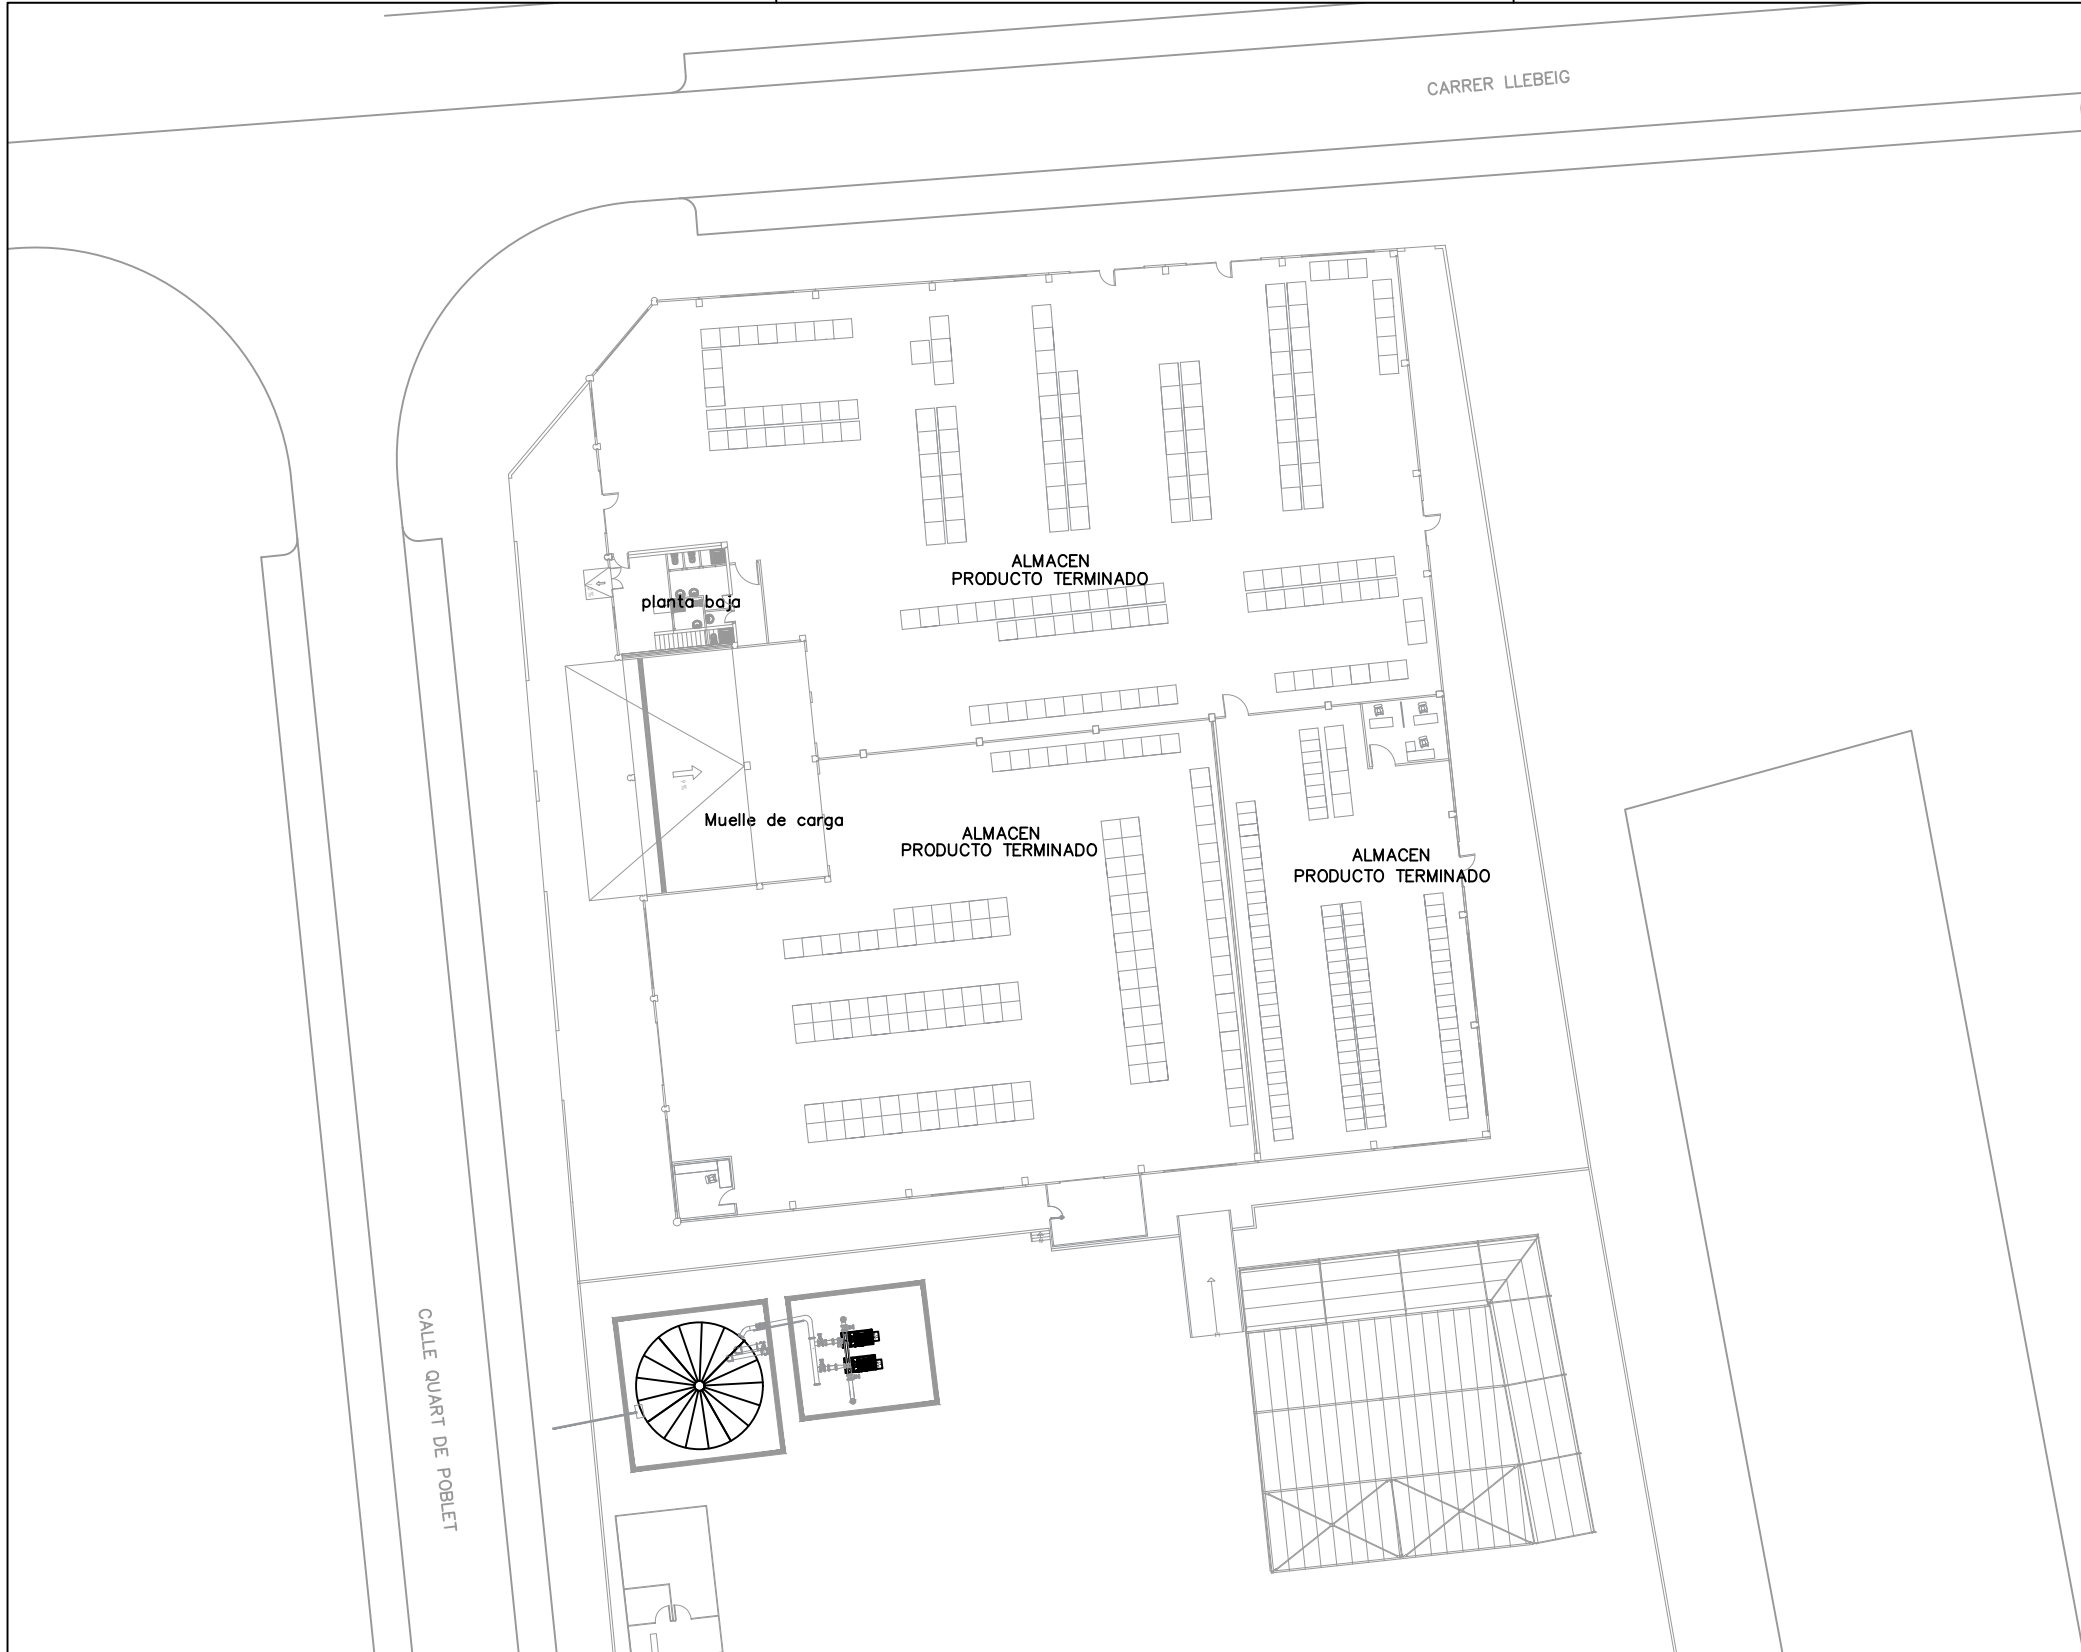 CARRER LLEBEIG
ALMACEN
PRODUCTO TERMINADO
planta baja
Muelle de carga
ALMACEN
PRODUCTO TERMINADO
ALMACEN
PRODUCTO TERMINADO
CALLE QUART DE POBLET